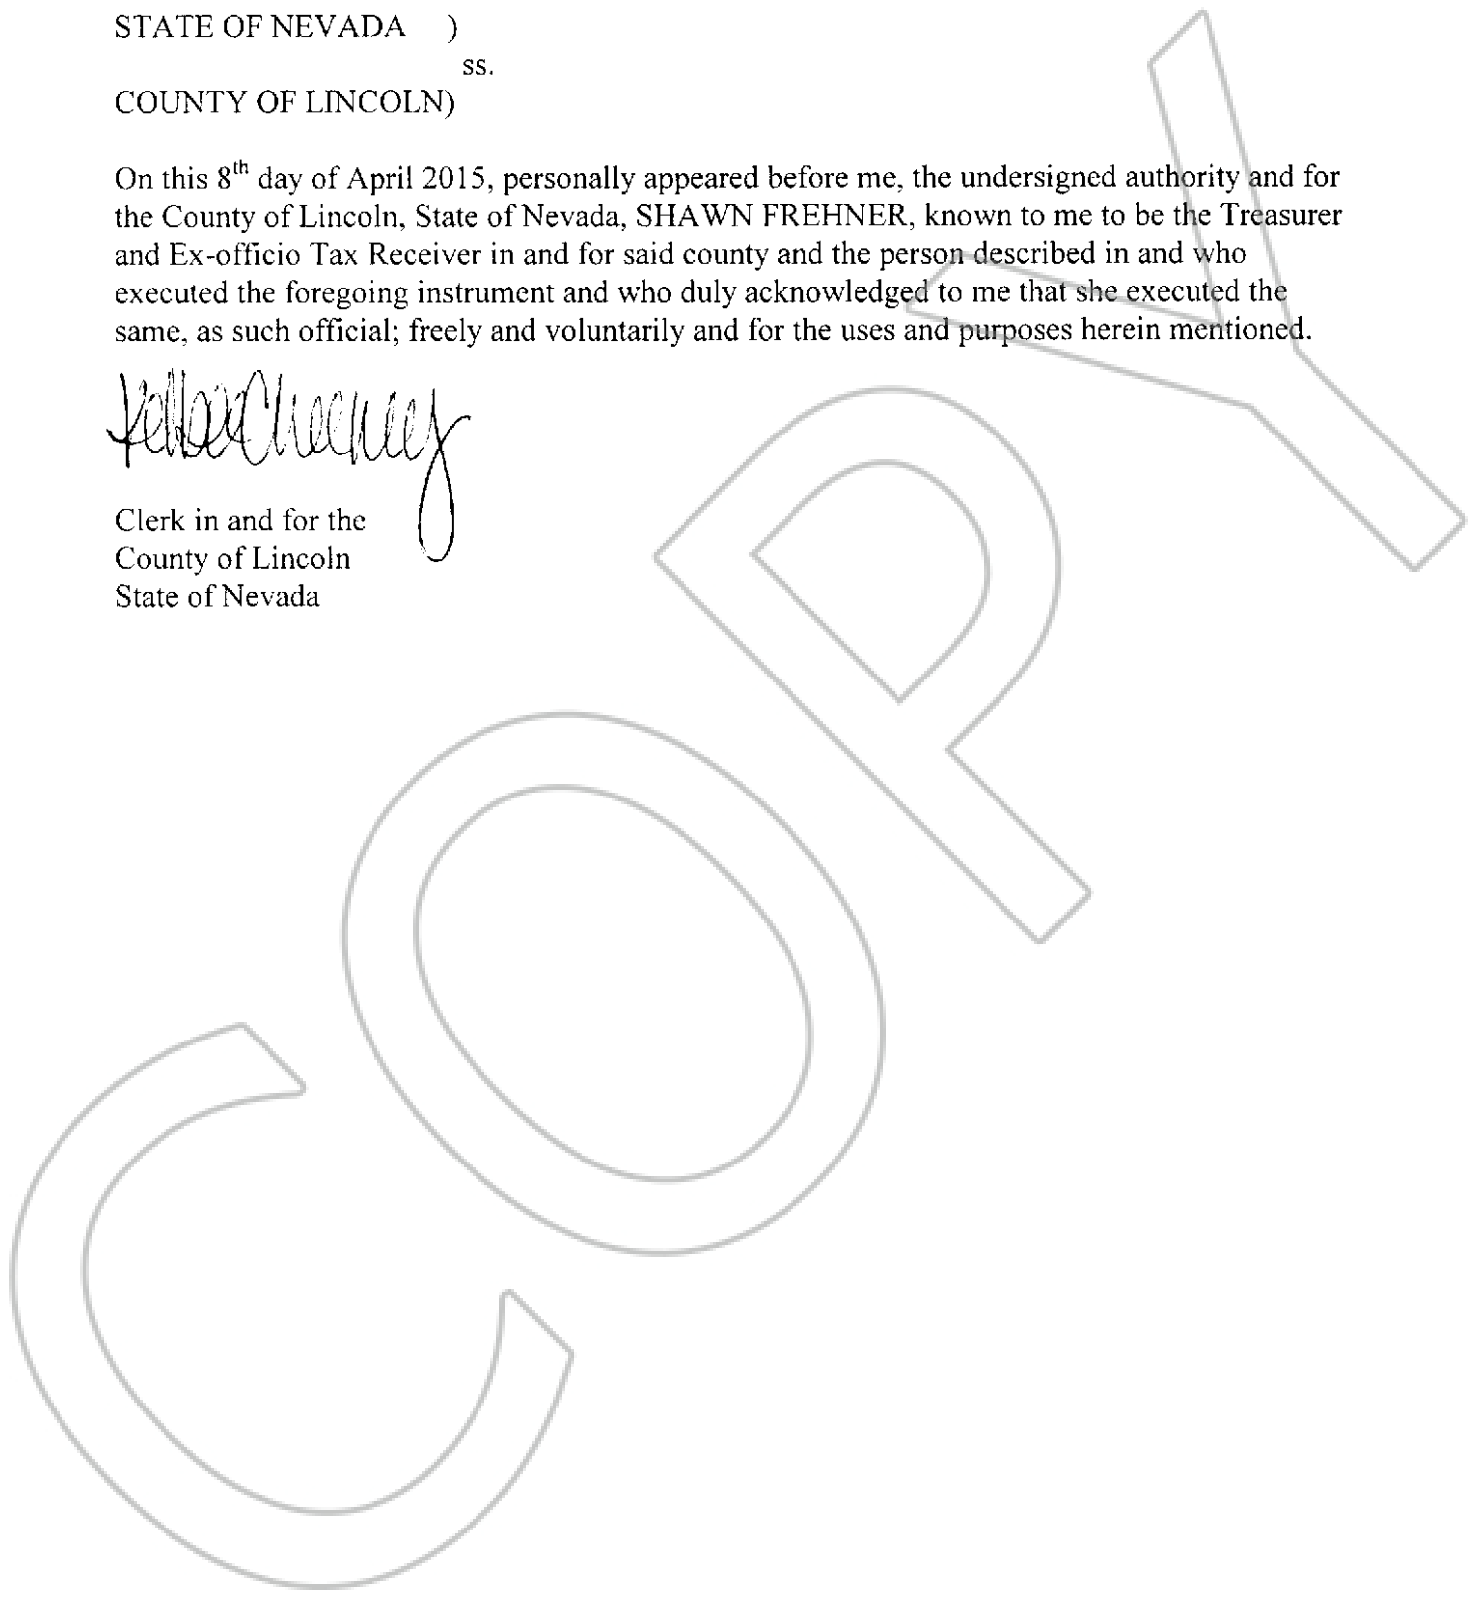 STATE OF NEVADA )
ss.
COUNTY OF LINCOLN)
On this 8th day of April 2015, personally appeared before me, the undersigned authority and for
the County of Lincoln, State of Nevada, SHAWN FREHNER, known to me to be the Treasurer
and Ex-officio Tax Receiver in and for said county and the person described in and who
executed the foregoing instrument and who duly acknowledged to me that she executed the
same, as such official; freely and voluntarily and for the uses and purposes herein mentioned.
Clerk in and for the
County of Lincoln
State of Nevada
COPY